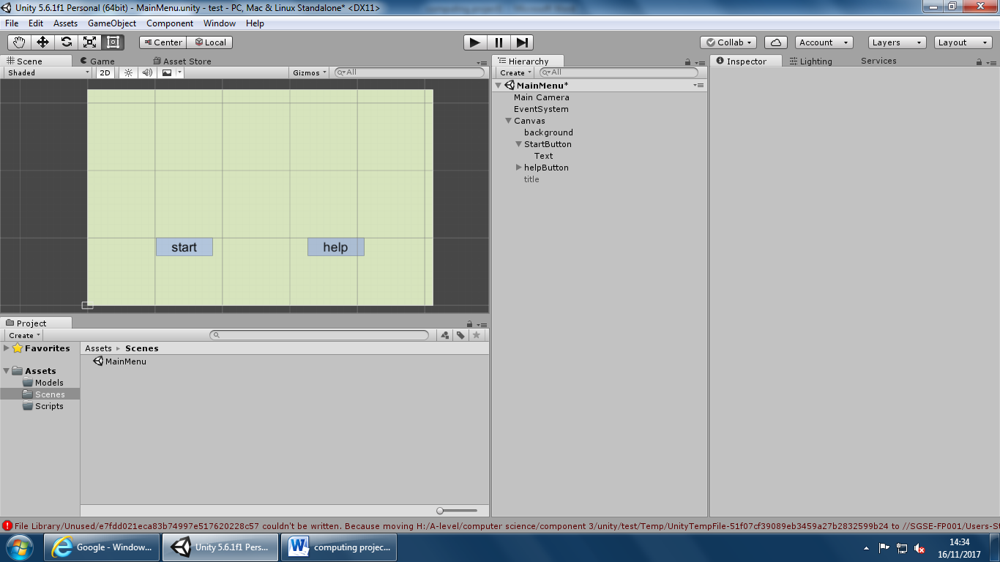 Unity 5.6.1f1 Personal (64bit) - MainMenu.unity - test - PC, Mac & Linux Standalone* <DX11>
File Edit Assets GameObject Component Window Help
Center Local Collab Account Layers Layout
Scene Game Asset Store Hierarchy Inspector Lighting Services
Shaded 2D Gizmos All Create All
MainMenu*
Main Camera
EventSystem
Canvas
background
StartButton
Text
helpButton
title
start help
Project
Create
Favorites
Assets
Models
Scenes
Scripts
Assets Scenes
MainMenu
File Library/Unused/e7fdd021eca83b74997e517620228c57 couldn't be written. Because moving H:/A-level/computer science/component 3/unity/test/Temp/UnityTempFile-51f07cf39089eb3459a27b2832599b24 to //SGSE-FP001/Users-St
Google - Window... Unity 5.6.1f1 Pers... computing projec...
14:34
16/11/2017